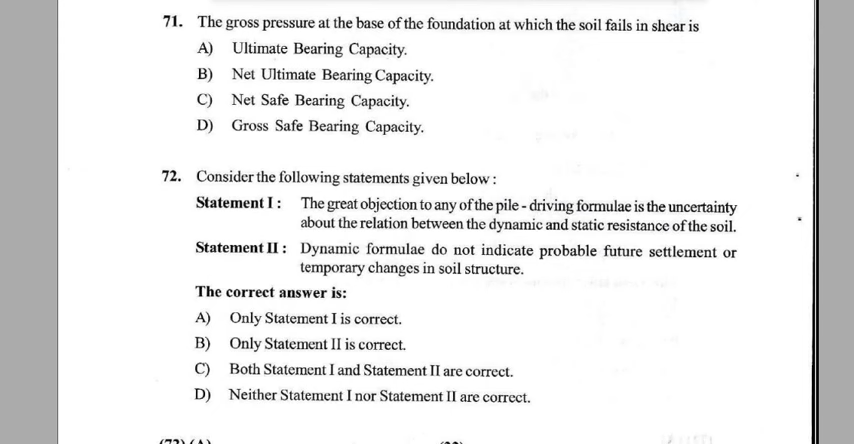 71. The gross pressure at the base of the foundation at which the soil fails in shear is
A) Ultimate Bearing Capacity.
B) Net Ultimate Bearing Capacity.
C) Net Safe Bearing Capacity.
D) Gross Safe Bearing Capacity.
72. Consider the following statements given below :
Statement I : The great objection to any of the pile - driving formulae is the uncertainty
about the relation between the dynamic and static resistance of the soil.
Statement II : Dynamic formulae do not indicate probable future settlement or
temporary changes in soil structure.
The correct answer is:
A) Only Statement I is correct.
B) Only Statement II is correct.
C) Both Statement I and Statement II are correct.
D) Neither Statement I nor Statement II are correct.